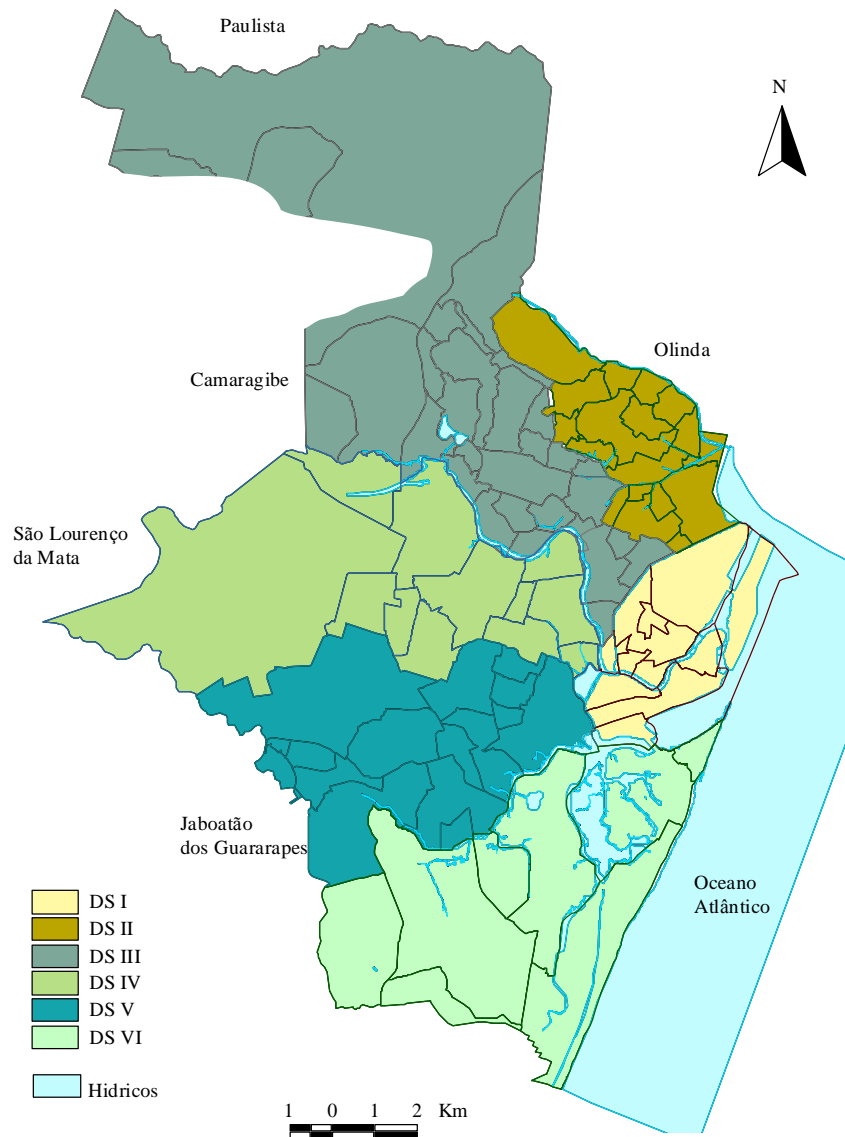 Paulista
N
Olinda
Camaragibe
São Lourenço
da Mata
Jaboatão
dos Guararapes
Oceano
Atlântico
DS I
DS II
DS III
DS IV
DS V
DS VI
Hidricos
1 0 1 2 Km